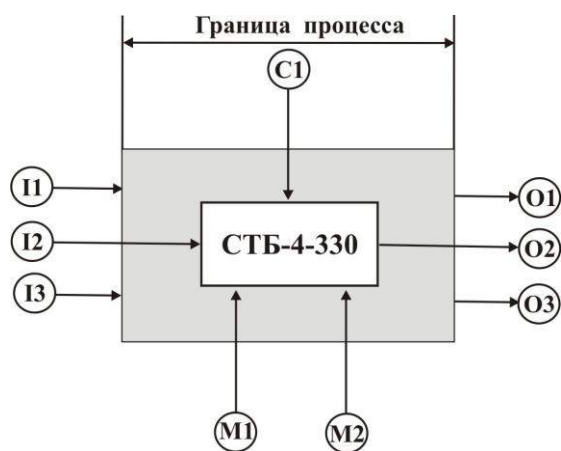 Граница процесса
C1
I1
I2
I3
СТБ-4-330
O1
O2
O3
M1
M2